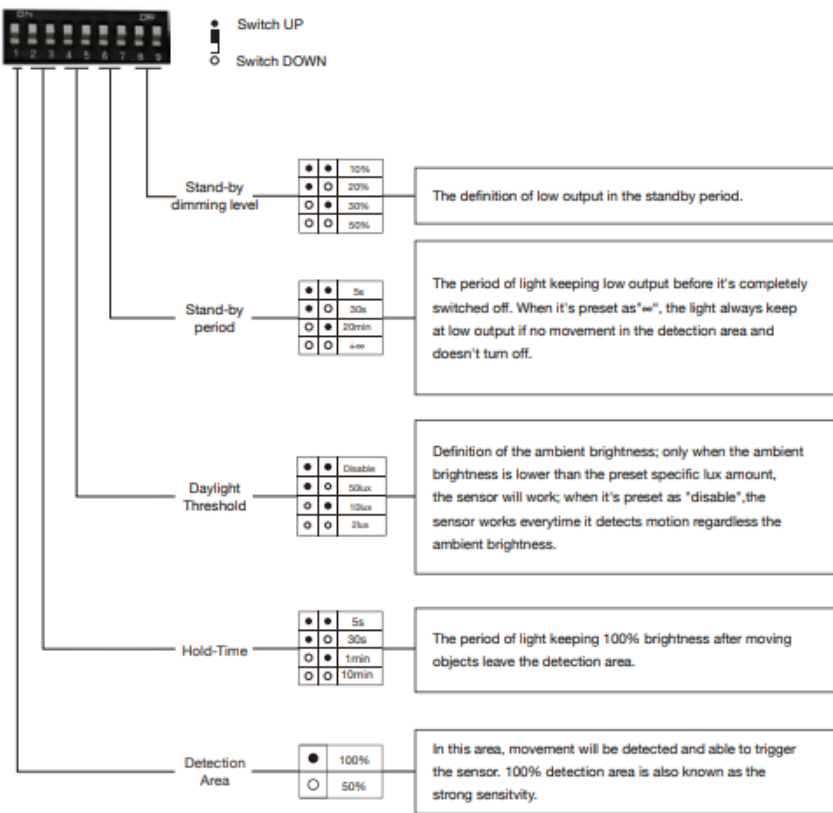 ON
1 2 3 4 5 6 7 8 9
Switch UP
Switch DOWN
Stand-by
dimming level
10%
20%
30%
50%
The definition of low output in the standby period.
Stand-by
period
5s
30s
20min
+∞
The period of light keeping low output before it's completely
switched off. When it's preset as"∞", the light always keep
at low output if no movement in the detection area and
doesn't turn off.
Daylight
Threshold
Disable
50lux
10lux
2lux
Definition of the ambient brightness; only when the ambient
brightness is lower than the preset specific lux amount,
the sensor will work; when it's preset as "disable",the
sensor works everytime it detects motion regardless the
ambient brightness.
Hold-Time
5s
30s
1min
10min
The period of light keeping 100% brightness after moving
objects leave the detection area.
Detection
Area
100%
50%
In this area, movement will be detected and able to trigger
the sensor. 100% detection area is also known as the
strong sensitvity.